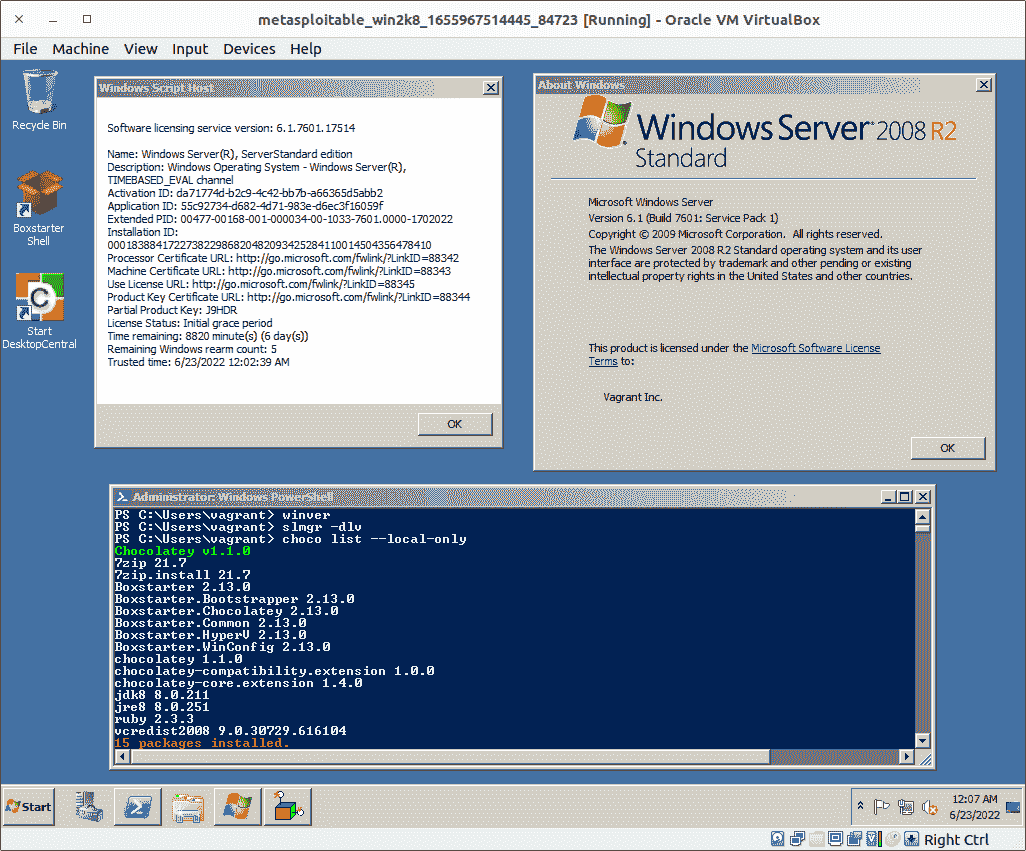 metasploitable_win2k8_1655967514445_84723 [Running] - Oracle VM VirtualBox
File Machine View Input Devices Help
Recycle Bin
Boxstarter
Shell
Start
DesktopCentral
Windows Script Host
Software licensing service version: 6.1.7601.17514
Name: Windows Server(R), ServerStandard edition
Description: Windows Operating System - Windows Server(R),
TIMEBASED_EVAL channel
Activation ID: da71774d-b2c9-4c42-bb7b-a66365d5abb2
Application ID: 55c92734-d682-4d71-983e-d6ec3f16059f
Extended PID: 00477-00168-001-000034-00-1033-7601.0000-1702022
Installation ID:
000183884172273822986820482093425284110014504356478410
Processor Certificate URL: http://go.microsoft.com/fwlink/?LinkID=88342
Machine Certificate URL: http://go.microsoft.com/fwlink/?LinkID=88343
Use License URL: http://go.microsoft.com/fwlink/?LinkID=88345
Product Key Certificate URL: http://go.microsoft.com/fwlink/?LinkID=88344
Partial Product Key: J9HDR
License Status: Initial grace period
Time remaining: 8820 minute(s) (6 day(s))
Remaining Windows rearm count: 5
Trusted time: 6/23/2022 12:02:39 AM
OK
About Windows
Windows Server 2008 R2
Standard
Microsoft Windows Server
Version 6.1 (Build 7601: Service Pack 1)
Copyright © 2009 Microsoft Corporation. All rights reserved.
The Windows Server 2008 R2 Standard operating system and its user
interface are protected by trademark and other pending or existing
intellectual property rights in the United States and other countries.
This product is licensed under the Microsoft Software License
Terms to:
Vagrant Inc.
OK
Administrator: Windows PowerShell
PS C:\Users\vagrant> winver
PS C:\Users\vagrant> slmgr -dlv
PS C:\Users\vagrant> choco list --local-only
Chocolatey v1.1.0
7zip 21.7
7zip.install 21.7
Boxstarter 2.13.0
Boxstarter.Bootstrapper 2.13.0
Boxstarter.Chocolatey 2.13.0
Boxstarter.Common 2.13.0
Boxstarter.HyperV 2.13.0
Boxstarter.WinConfig 2.13.0
chocolatey 1.1.0
chocolatey-compatibility.extension 1.0.0
chocolatey-core.extension 1.4.0
jdk8 8.0.211
jre8 8.0.251
ruby 2.3.3
vcredist2008 9.0.30729.616104
15 packages installed.
Start
12:07 AM
6/23/2022
Right Ctrl